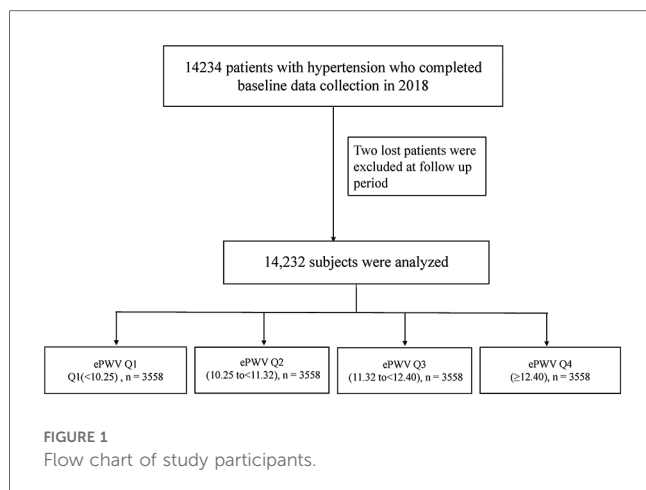 14234 patients with hypertension who completed
baseline data collection in 2018
Two lost patients were
excluded at follow up
period
14,232 subjects were analyzed
ePWV Q1
Q1(<10.25) , n = 3558
ePWV Q2
(10.25 to<11.32), n = 3558
ePWV Q3
(11.32 to<12.40), n = 3558
ePWV Q4
(≥12.40), n = 3558
FIGURE 1
Flow chart of study participants.